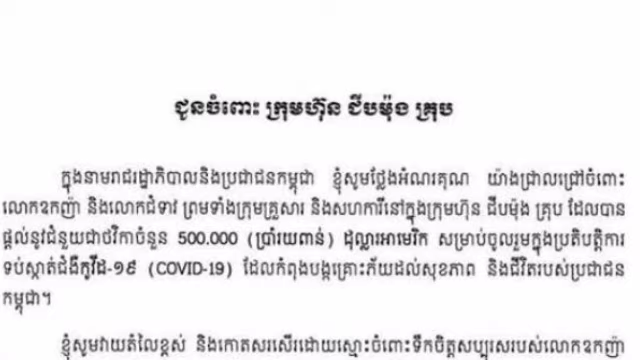 ជូនចំពោះ ក្រុមហ៊ុន ជីបម៉ុង គ្រុប
ក្នុងនាមរាជរដ្ឋាភិបាលនិងប្រជាជនកម្ពុជា ខ្ញុំសូមថ្លែងអំណរគុណ យ៉ាងជ្រាលជ្រៅចំពោះ
លោកឧកញ៉ា និងលោកជំទាវ ព្រមទាំងក្រុមគ្រួសារ និងសហការីនៅក្នុងក្រុមហ៊ុន ជីបម៉ុង គ្រុប ដែលបាន
ផ្តល់នូវជំនួយជាថវិកាចំនួន 500.000 (ប្រាំរយពាន់) ដុល្លារអាមេរិក សម្រាប់ចូលរួមក្នុងប្រតិបត្តិការ
ទប់ស្កាត់ជំងឺកូវីដ-១៩ (COVID-19) ដែលកំពុងបង្កគ្រោះភ័យដល់សុខភាព និងជីវិតរបស់ប្រជាជន
កម្ពុជា។
ខ្ញុំសូមវាយតម្លៃខ្ពស់ និងកោតសរសើរដោយស្មោះចំពោះទឹកចិត្តសប្បុរសរបស់លោកឧកញ៉ា